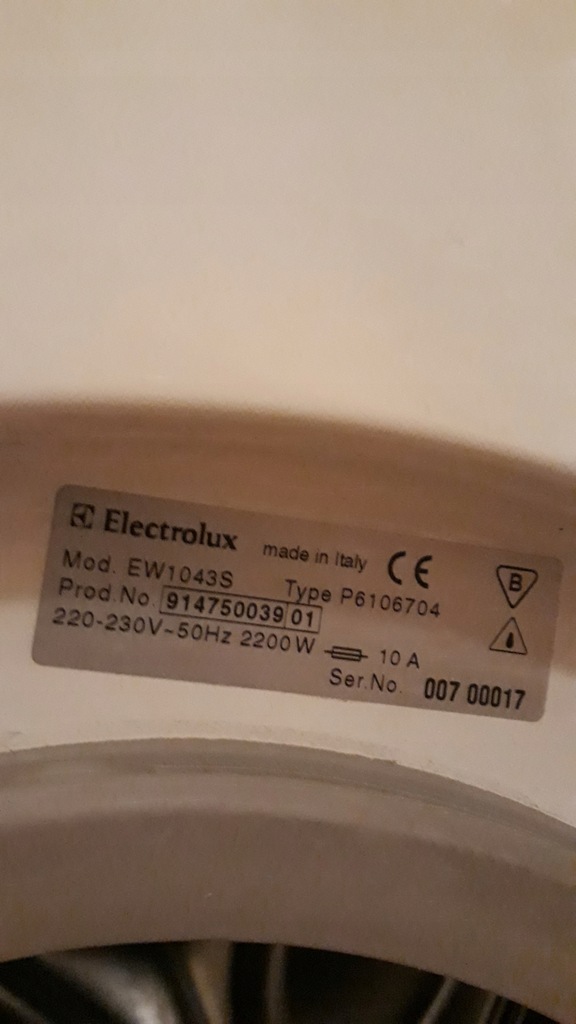 Electrolux made in Italy CE B
Mod. EW1043S Type P6106704
Prod.No. 914750039 01
220-230V~50Hz 2200W 10 A
Ser.No. 007 00017